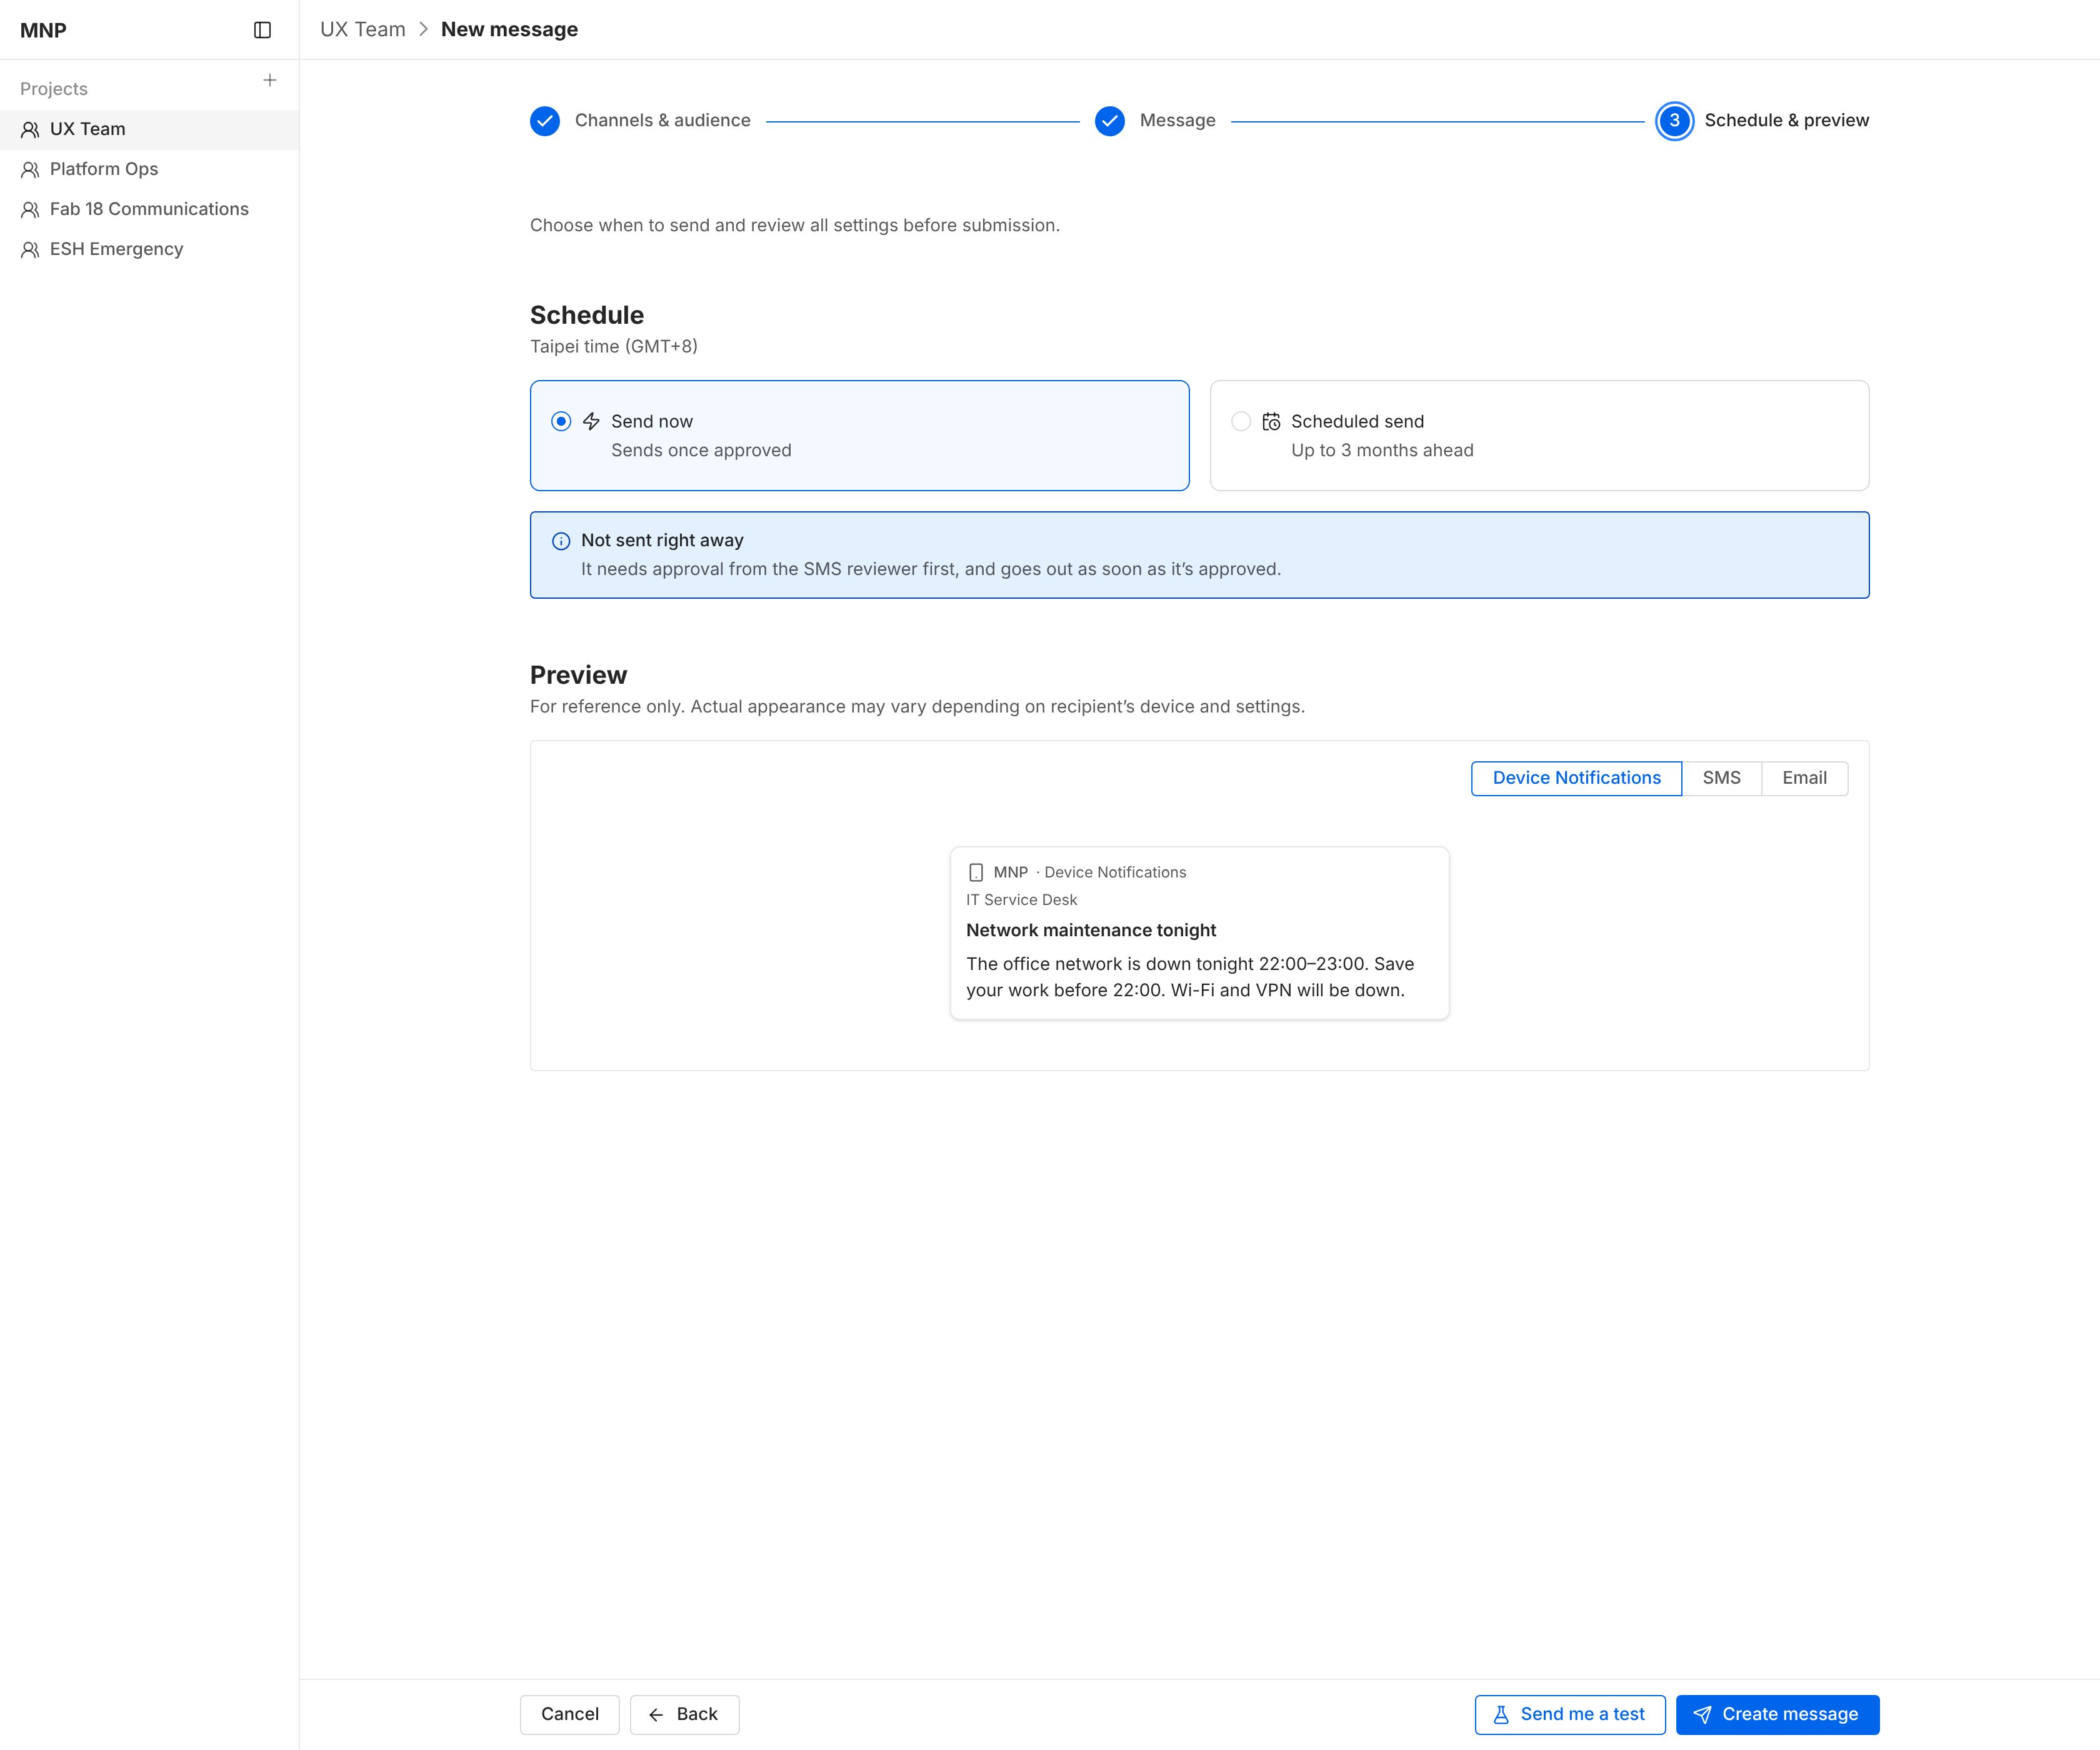 MNP
UX Team > New message
Projects
UX Team
Platform Ops
Fab 18 Communications
ESH Emergency
Channels & audience
Message
3 Schedule & preview
Choose when to send and review all settings before submission.
Schedule
Taipei time (GMT+8)
Send now
Sends once approved
Scheduled send
Up to 3 months ahead
Not sent right away
It needs approval from the SMS reviewer first, and goes out as soon as it’s approved.
Preview
For reference only. Actual appearance may vary depending on recipient’s device and settings.
Device Notifications
SMS
Email
MNP · Device Notifications
IT Service Desk
Network maintenance tonight
The office network is down tonight 22:00–23:00. Save
your work before 22:00. Wi-Fi and VPN will be down.
Cancel
Back
Send me a test
Create message